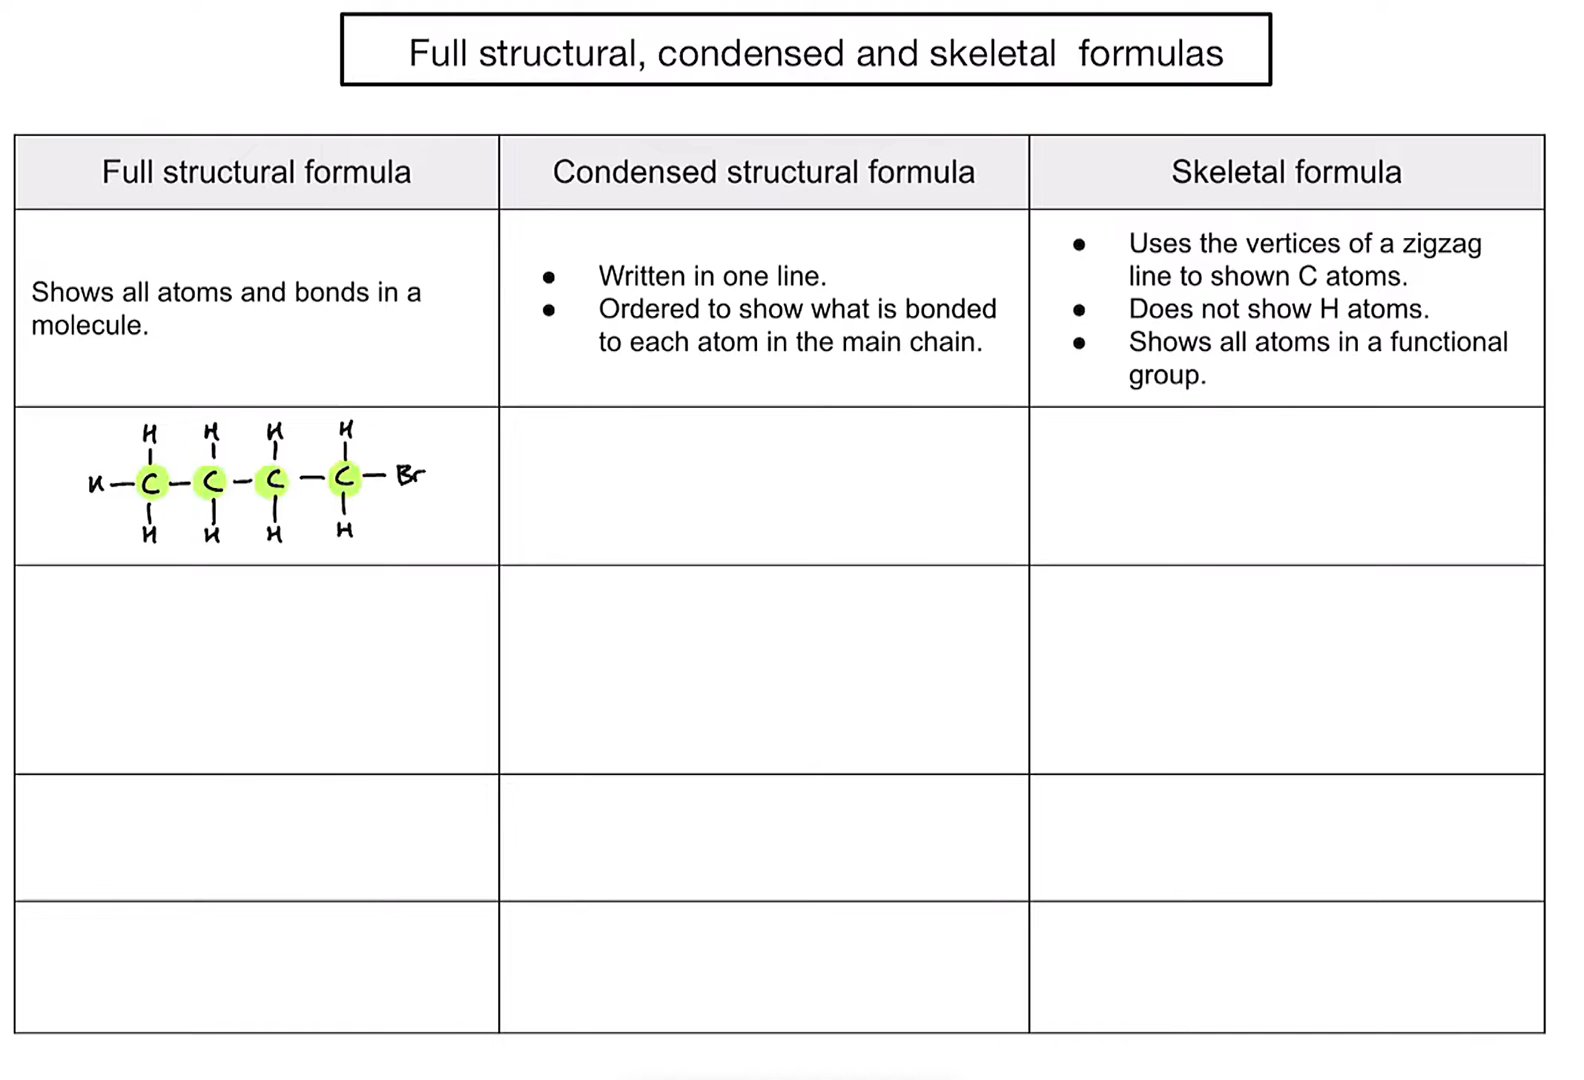 Full structural, condensed and skeletal formulas
Full structural formula
Condensed structural formula
Skeletal formula
Shows all atoms and bonds in a
molecule.
● Written in one line.
● Ordered to show what is bonded
to each atom in the main chain.
● Uses the vertices of a zigzag
line to shown C atoms.
● Does not show H atoms.
● Shows all atoms in a functional
group.
H H H H
H—C—C—C—C—Br
H H H H